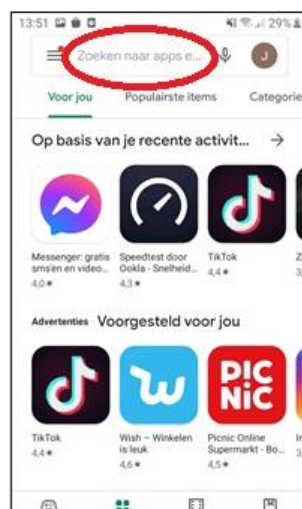 13:51 29%
Zoeken naar apps e... J
Voor jou Populairste items Categorie
Op basis van je recente activit... →
Messenger: gratis
sms'en en video...
4,0 ★
Speedtest door
Ookla - Snelheid...
4,3 ★
TikTok
4,4 ★
Advertenties · Voorgesteld voor jou
PIC
NiC
TikTok
4,4 ★
Wish – Winkelen
is leuk
4,6 ★
Picnic Online
Supermarkt - Bo...
4,5 ★